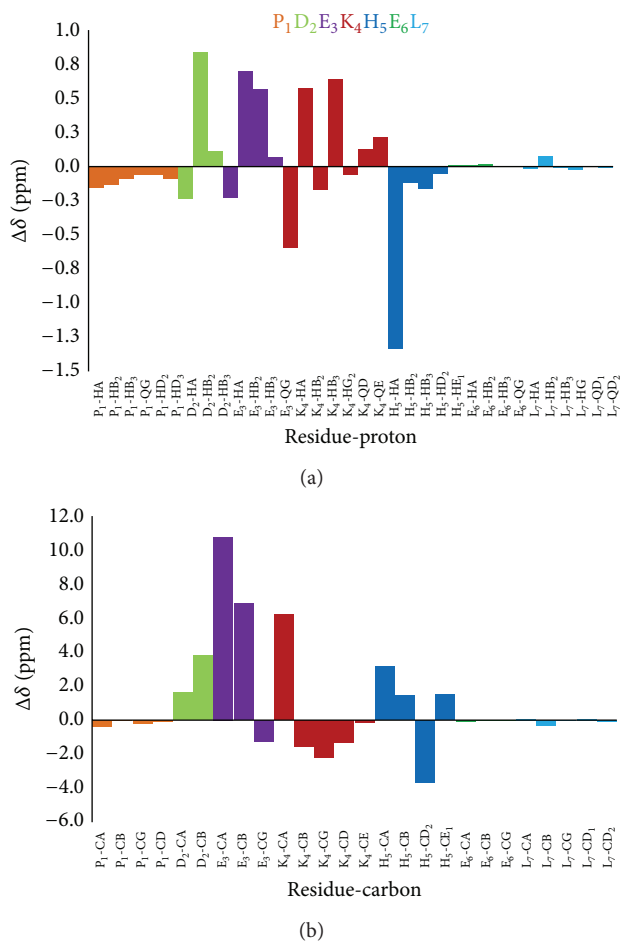 P₁D₂E₃K₄H₅E₆L₇
1.0
0.8
0.5
0.3
0.0
−0.3
−0.5
−0.8
−1.0
−1.3
−1.5
Δδ (ppm)
P₁-HA
P₁-HB₂
P₁-HB₃
P₁-QG
P₁-HD₂
P₁-HD₃
D₂-HA
D₂-HB₂
D₂-HB₃
E₃-HA
E₃-HB₂
E₃-HB₃
E₃-QG
K₄-HA
K₄-HB₂
K₄-HB₃
K₄-HG₂
K₄-QD
K₄-QE
H₅-HA
H₅-HB₂
H₅-HB₃
H₅-HD₂
H₅-HE₁
E₆-HA
E₆-HB₂
E₆-HB₃
E₆-QG
L₇-HA
L₇-HB₂
L₇-HB₃
L₇-HG
L₇-QD₁
L₇-QD₂
Residue-proton
(a)
12.0
10.0
8.0
6.0
4.0
2.0
0.0
−2.0
−4.0
−6.0
Δδ (ppm)
P₁-CA
P₁-CB
P₁-CG
P₁-CD
D₂-CA
D₂-CB
E₃-CA
E₃-CB
E₃-CG
K₄-CA
K₄-CB
K₄-CG
K₄-CD
K₄-CE
H₅-CA
H₅-CB
H₅-CD₂
H₅-CE₁
E₆-CA
E₆-CB
E₆-CG
L₇-CA
L₇-CB
L₇-CG
L₇-CD₁
L₇-CD₂
Residue-carbon
(b)